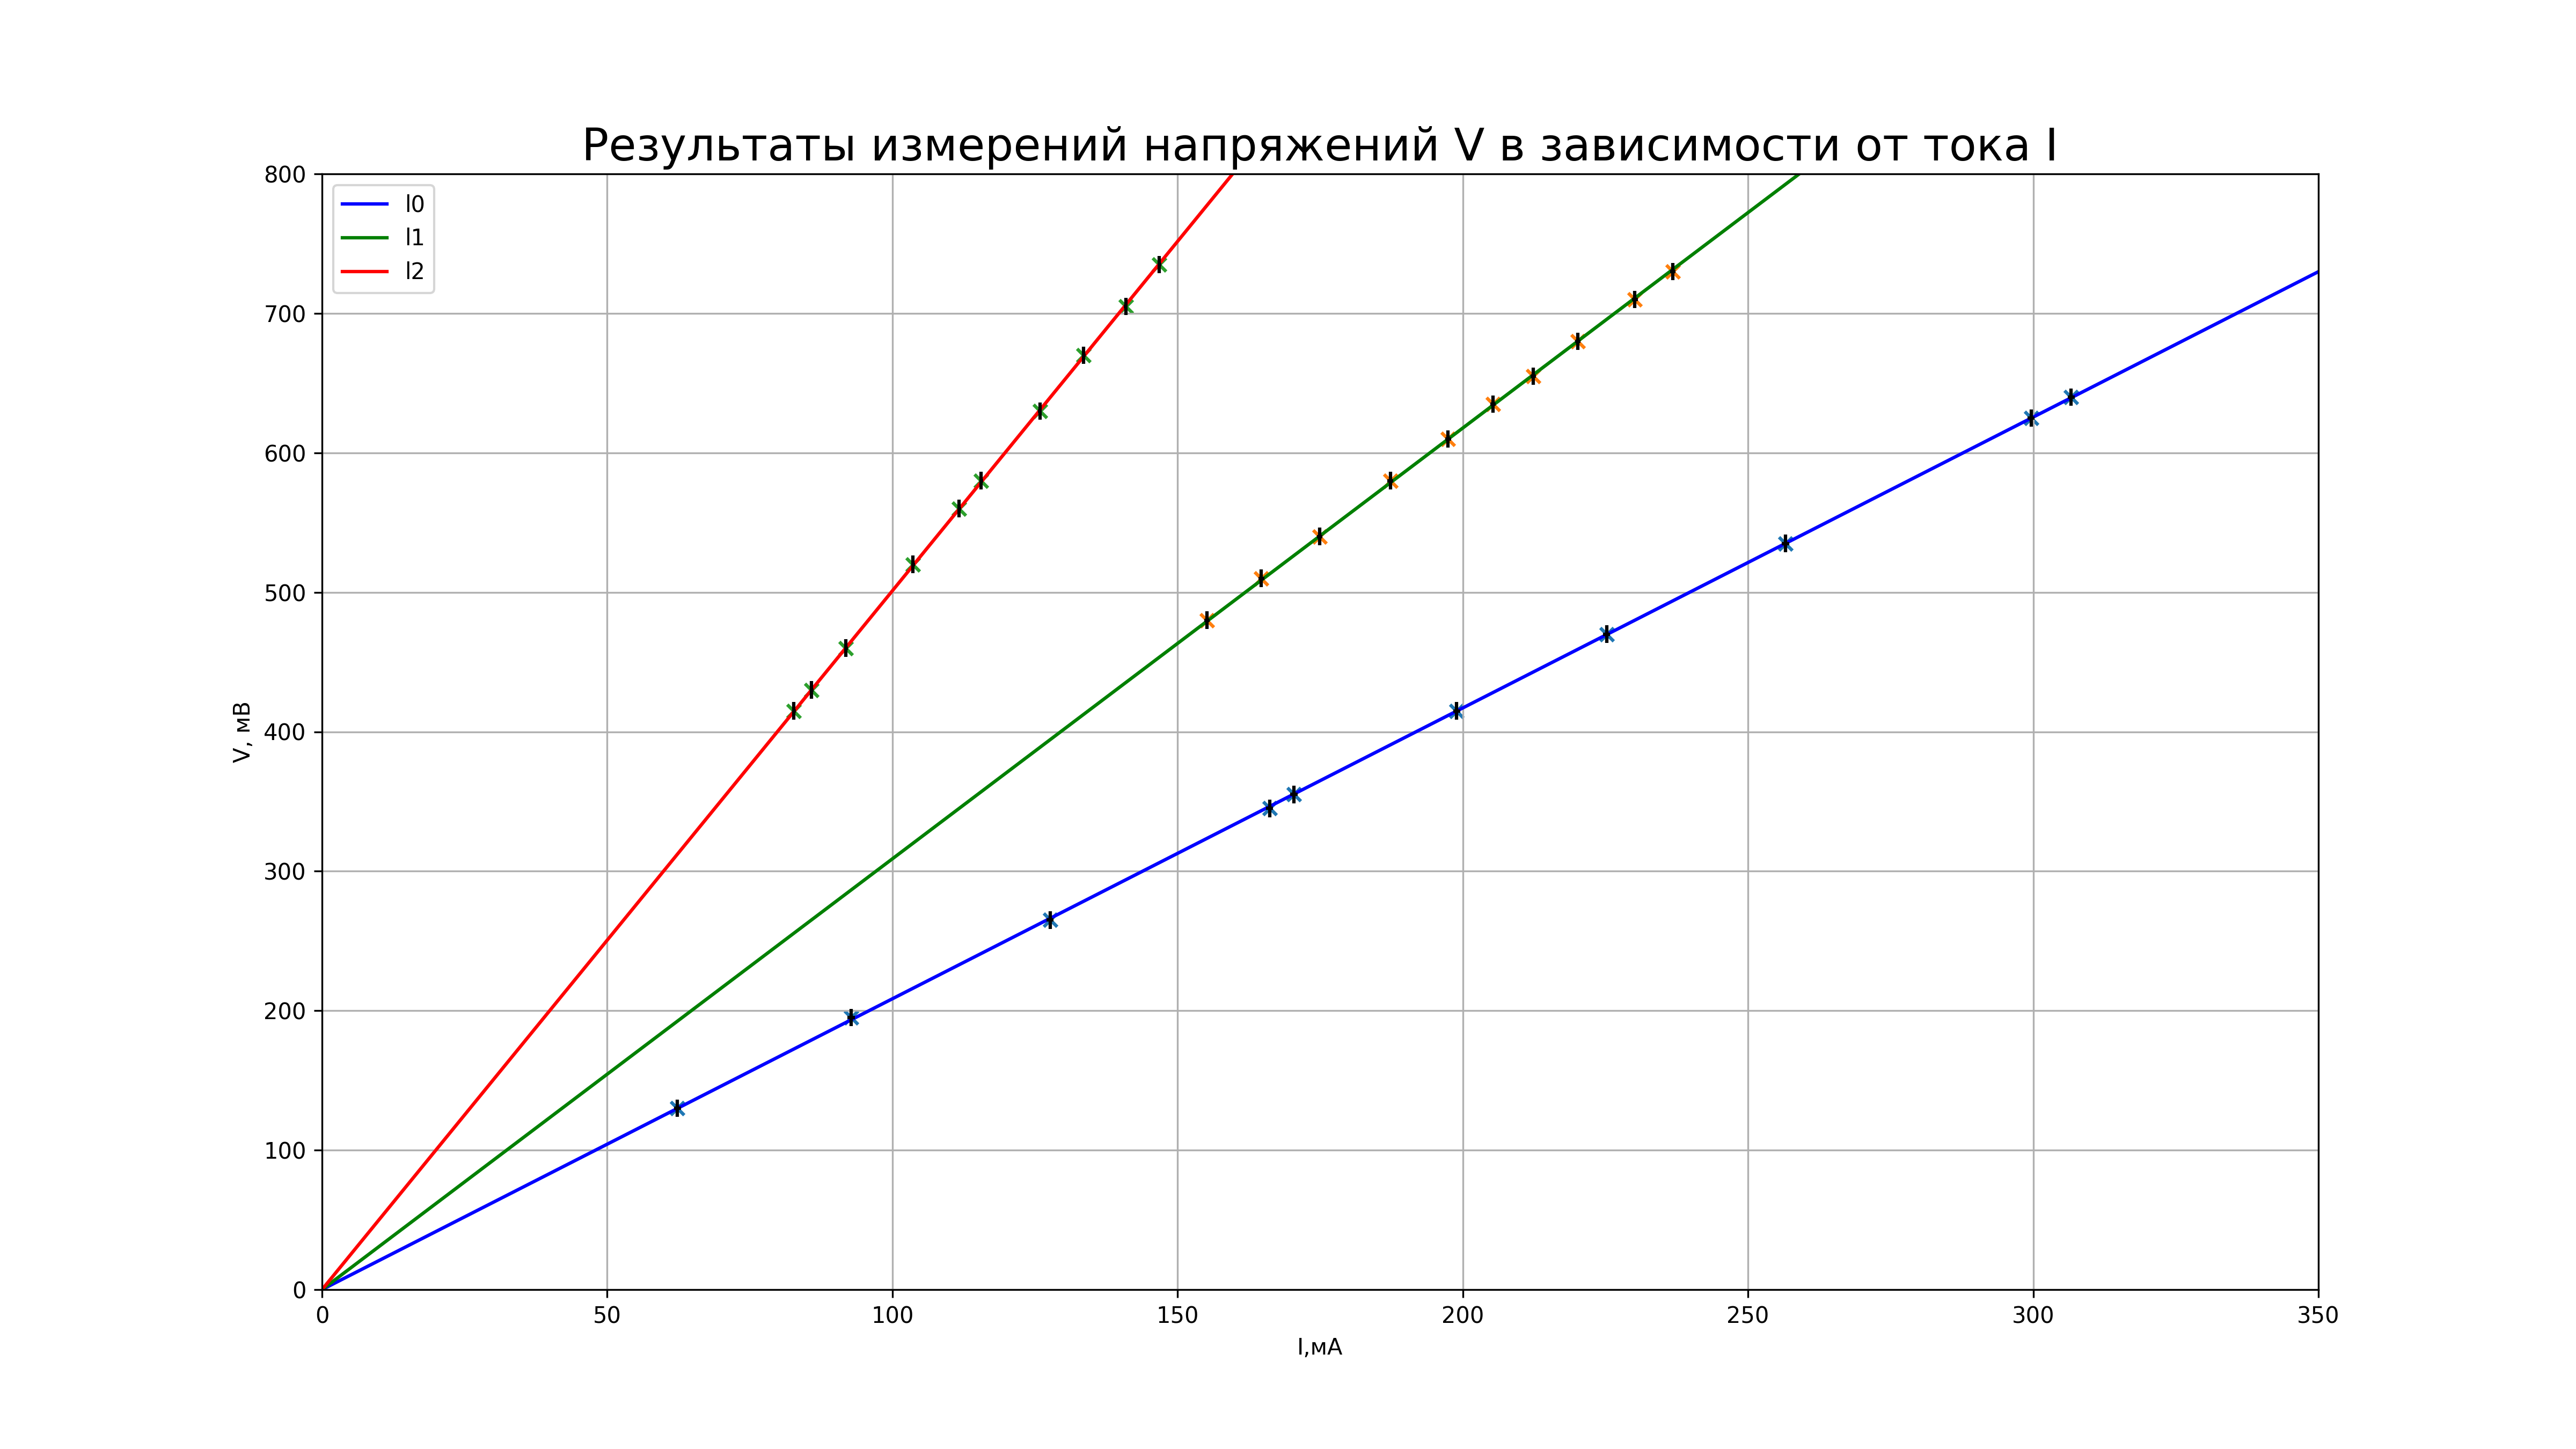 Результаты измерений напряжений V в зависимости от тока I
l0
l1
l2
800
700
600
500
400
300
200
100
0
V, мВ
0 50 100 150 200 250 300 350
I,мА